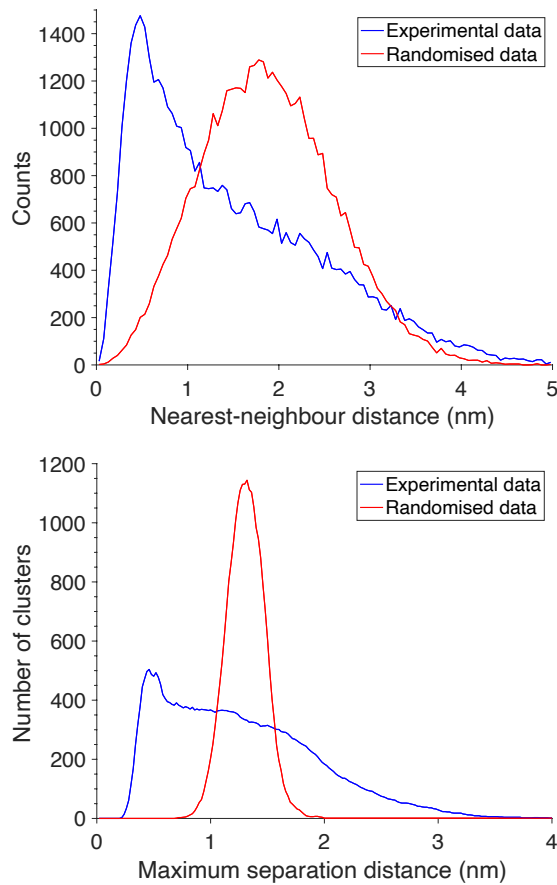 1400
1200
1000
800
600
400
200
0
Counts
Experimental data
Randomised data
0 1 2 3 4 5
Nearest-neighbour distance (nm)
1200
1000
800
600
400
200
0
Number of clusters
Experimental data
Randomised data
0 1 2 3 4
Maximum separation distance (nm)